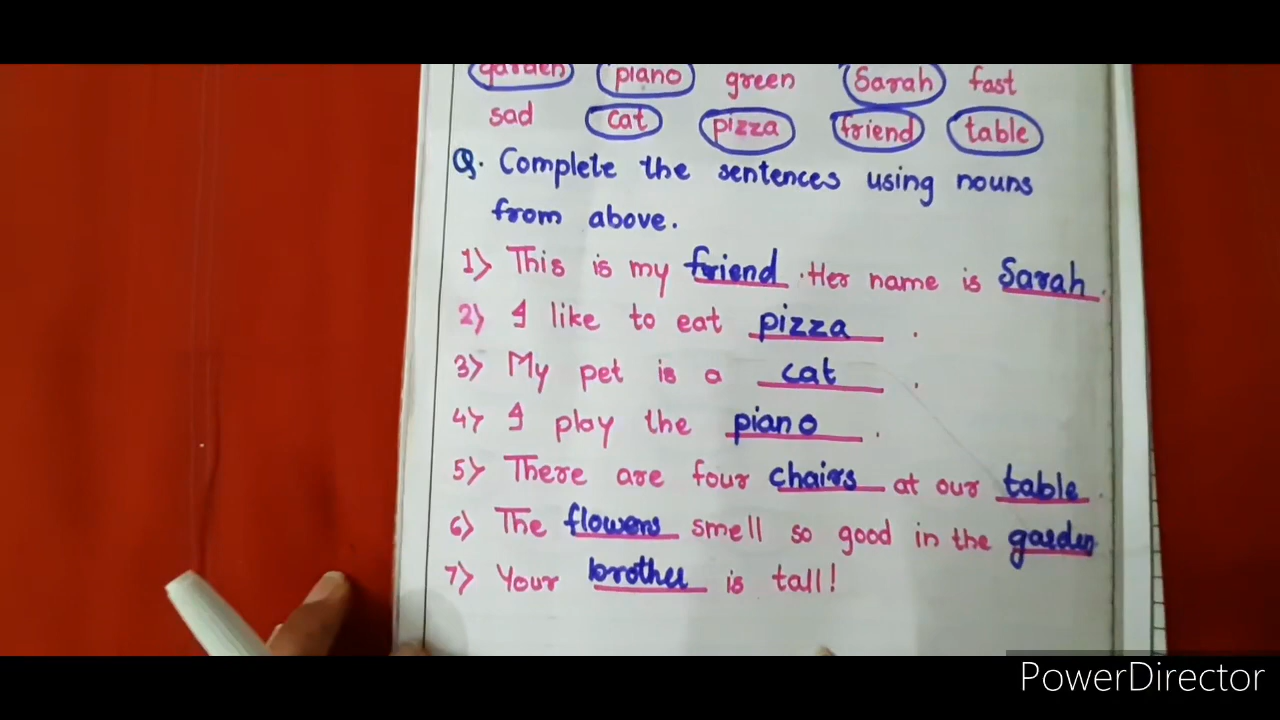 garden piano green Sarah fast
sad cat pizza friend table
Q. Complete the sentences using nouns
from above.
1) This is my friend. Her name is Sarah.
2) I like to eat pizza.
3) My pet is a cat.
4) I play the piano.
5) There are four chairs at our table.
6) The flowers smell so good in the garden
7) Your brother is tall!
PowerDirector